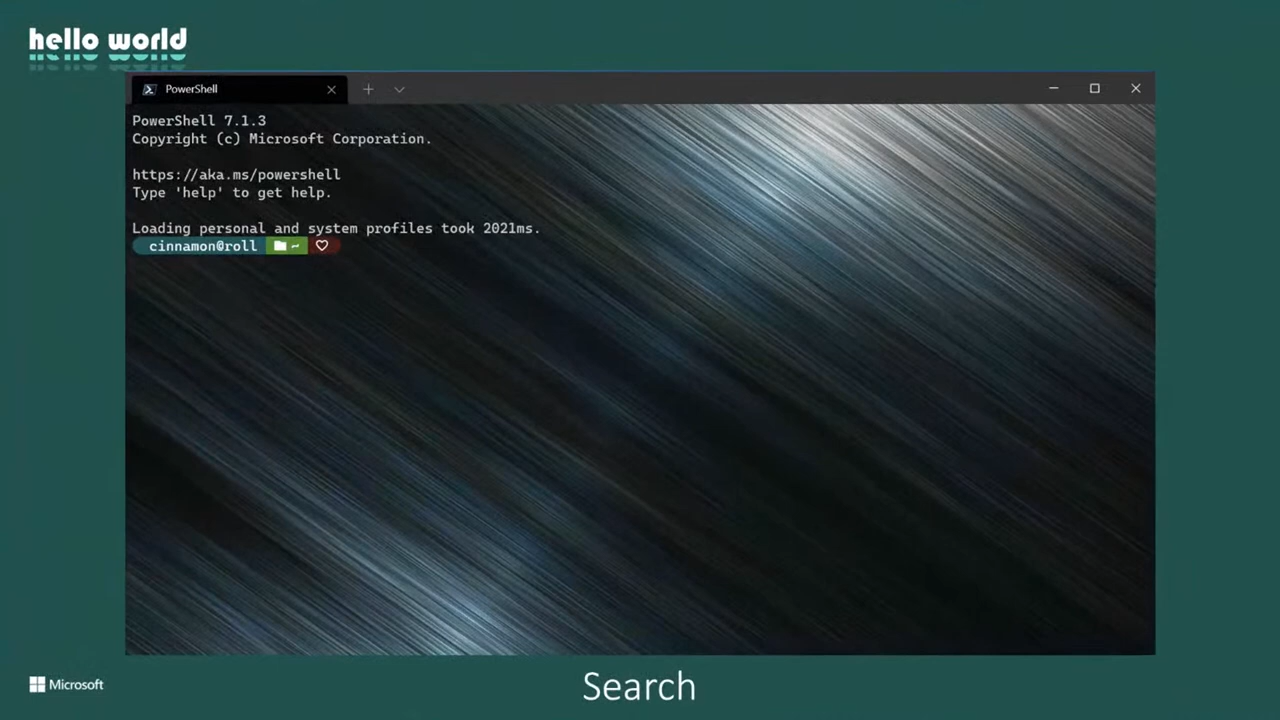 hello world
PowerShell
PowerShell 7.1.3
Copyright (c) Microsoft Corporation.
https://aka.ms/powershell
Type 'help' to get help.
Loading personal and system profiles took 2021ms.
cinnamon@roll ~
Microsoft
Search